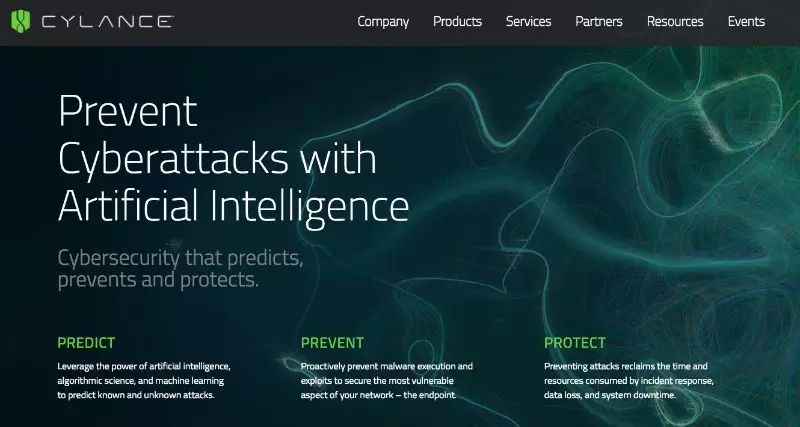 CYLANCE
Company Products Services Partners Resources Events
Prevent
Cyberattacks with
Artificial Intelligence
Cybersecurity that predicts,
prevents and protects.
PREDICT
Leverage the power of artificial intelligence,
algorithmic science, and machine learning
to predict known and unknown attacks.
PREVENT
Proactively prevent malware execution and
exploits to secure the most vulnerable
aspect of your network – the endpoint.
PROTECT
Preventing attacks reclaims the time and
resources consumed by incident response,
data loss, and system downtime.